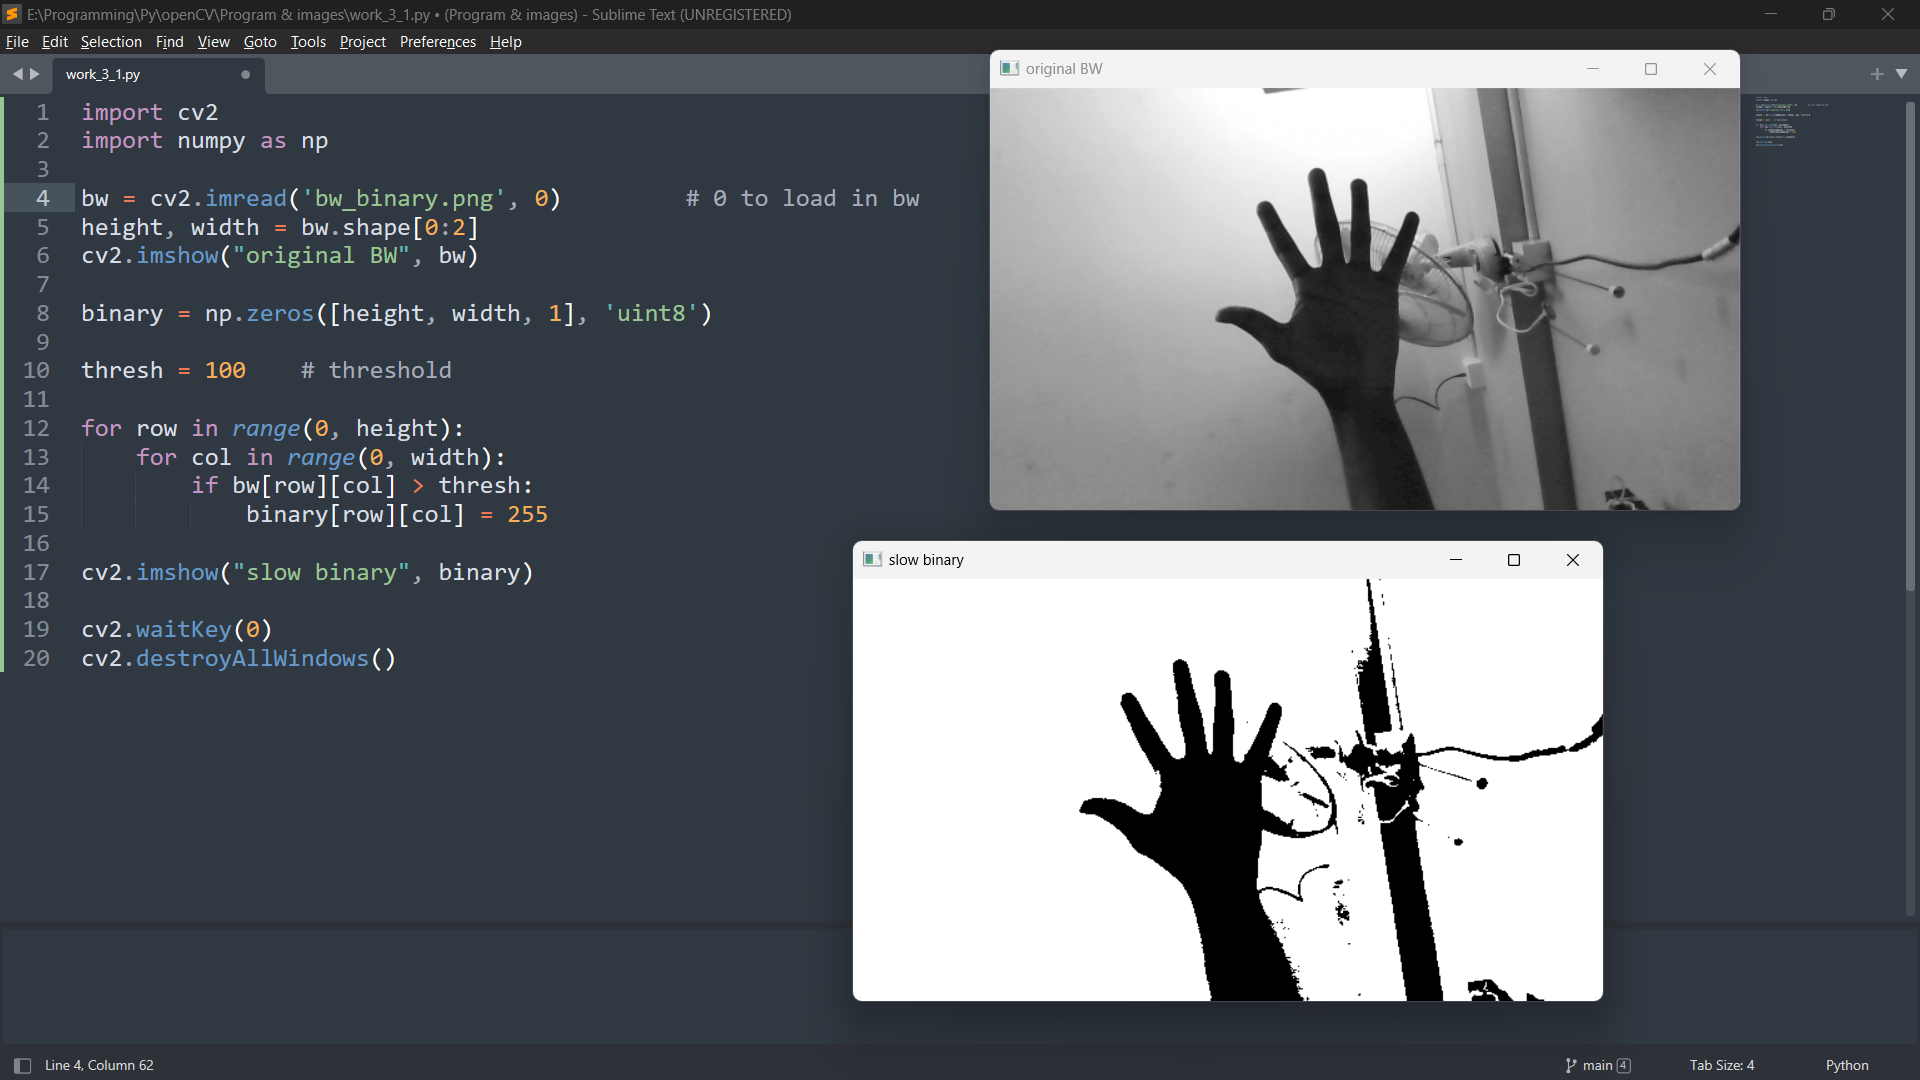 E:\Programming\Py\openCV\Program & images\work_3_1.py • (Program & images) - Sublime Text (UNREGISTERED)
File Edit Selection Find View Goto Tools Project Preferences Help
work_3_1.py
1 import cv2
2 import numpy as np
3
4 bw = cv2.imread('bw_binary.png', 0) # 0 to load in bw
5 height, width = bw.shape[0:2]
6 cv2.imshow("original BW", bw)
7
8 binary = np.zeros([height, width, 1], 'uint8')
9
10 thresh = 100 # threshold
11
12 for row in range(0, height):
13 for col in range(0, width):
14 if bw[row][col] > thresh:
15 binary[row][col] = 255
16
17 cv2.imshow("slow binary", binary)
18
19 cv2.waitKey(0)
20 cv2.destroyAllWindows()
original BW
slow binary
Line 4, Column 62
main 4
Tab Size: 4
Python